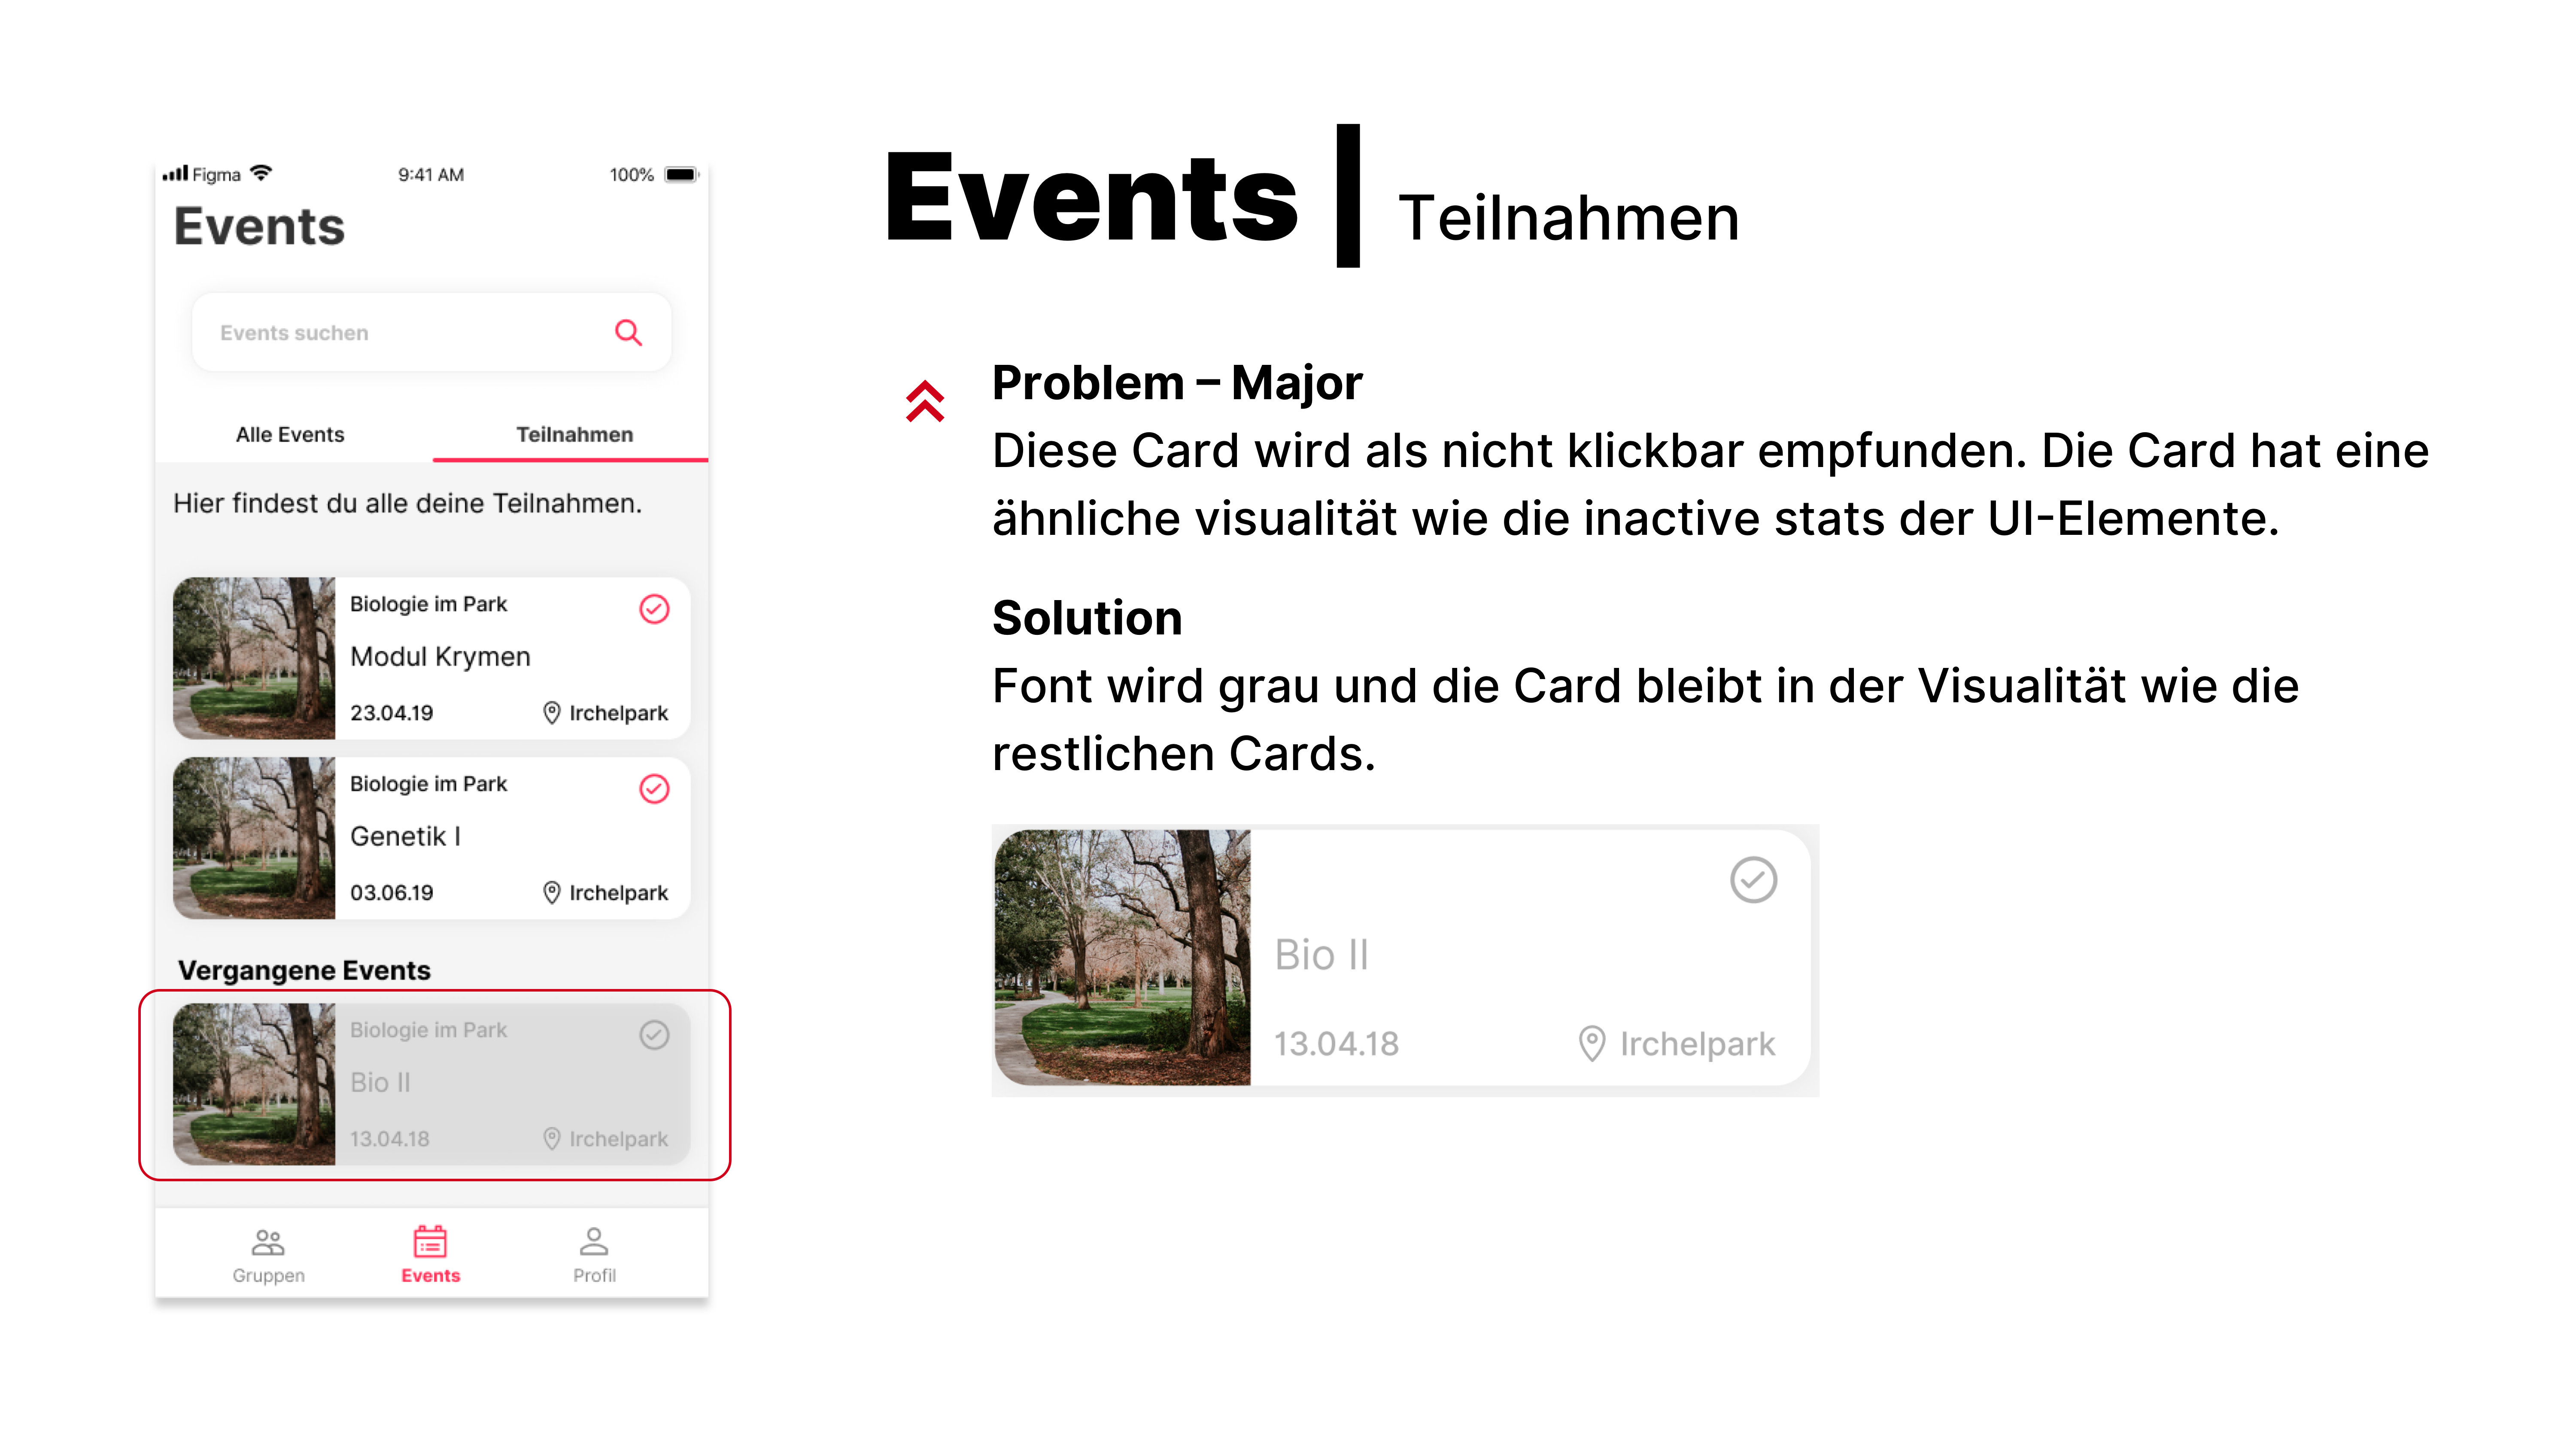 Figma
9:41 AM
100%
Events
Events suchen
Alle Events
Teilnahmen
Hier findest du alle deine Teilnahmen.
Biologie im Park
Modul Krymen
23.04.19
Irchelpark
Biologie im Park
Genetik I
03.06.19
Irchelpark
Vergangene Events
Biologie im Park
Bio II
13.04.18
Irchelpark
Gruppen
Events
Profil
Events | Teilnahmen
Problem – Major
Diese Card wird als nicht klickbar empfunden. Die Card hat eine
ähnliche visualität wie die inactive stats der UI-Elemente.
Solution
Font wird grau und die Card bleibt in der Visualität wie die
restlichen Cards.
Bio II
13.04.18
Irchelpark